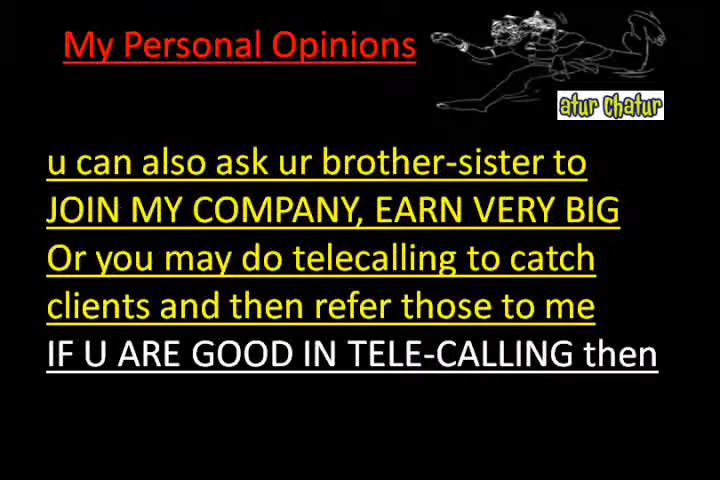 My Personal Opinions
atur Chatur
u can also ask ur brother-sister to
JOIN MY COMPANY, EARN VERY BIG
Or you may do telecalling to catch
clients and then refer those to me
IF U ARE GOOD IN TELE-CALLING then